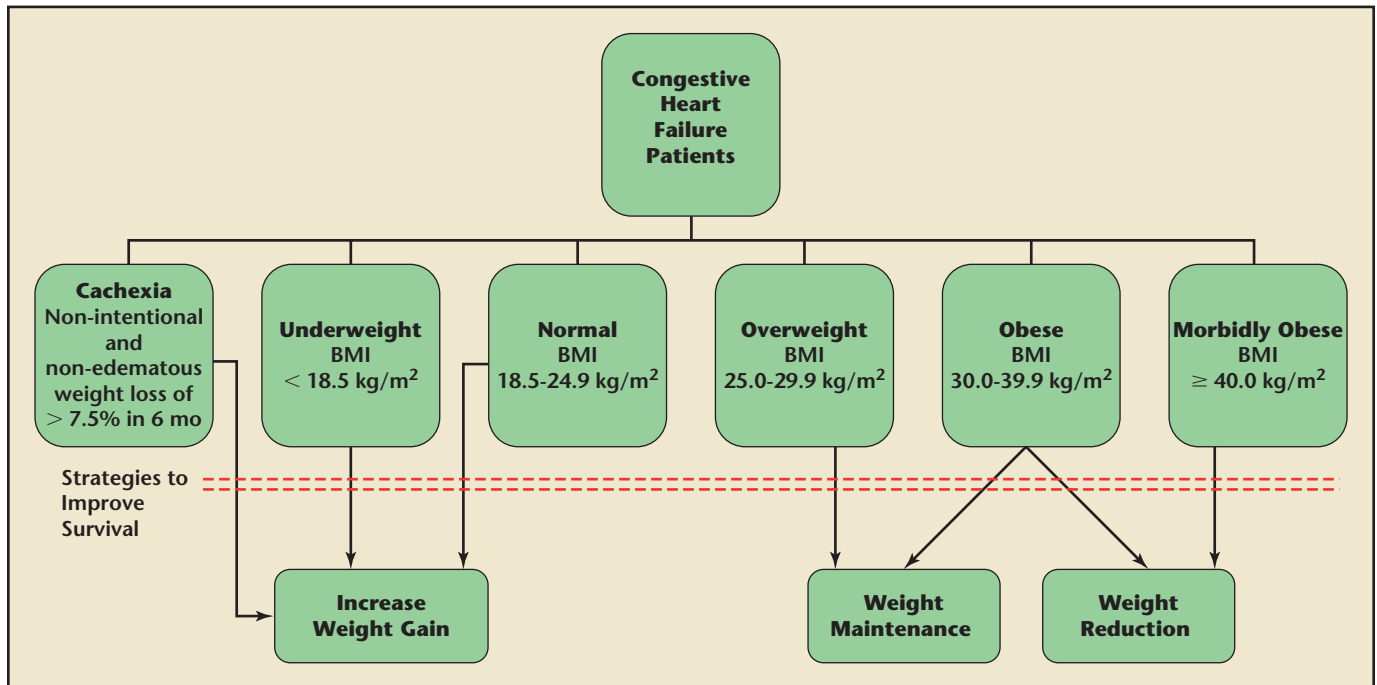 Congestive
Heart
Failure
Patients
Cachexia
Non-intentional
and
non-edematous
weight loss of
> 7.5% in 6 mo
Underweight
BMI
< 18.5 kg/m²
Normal
BMI
18.5-24.9 kg/m²
Overweight
BMI
25.0-29.9 kg/m²
Obese
BMI
30.0-39.9 kg/m²
Morbidly Obese
BMI
≥ 40.0 kg/m²
Strategies to
Improve
Survival
Increase
Weight Gain
Weight
Maintenance
Weight
Reduction